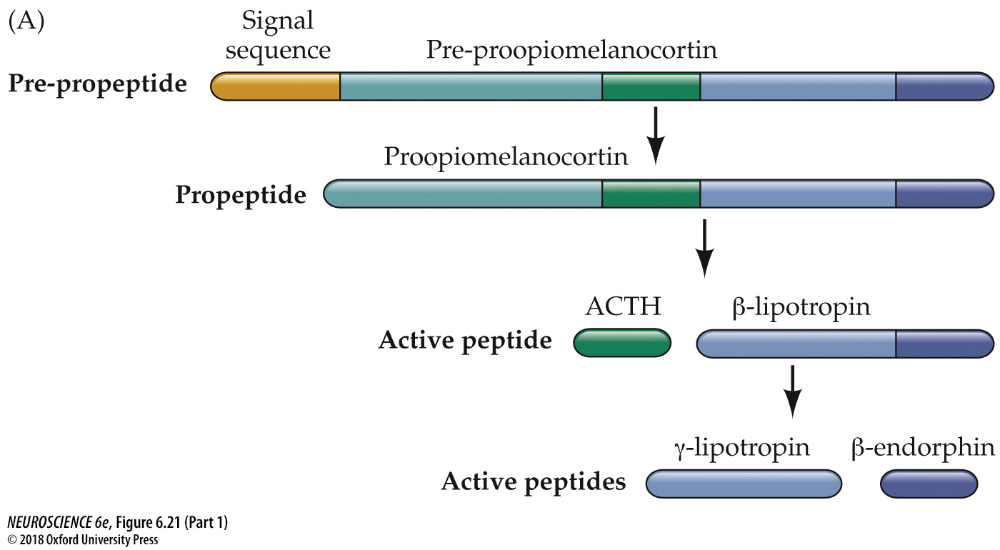 (A)
Signal
sequence
Pre-proopiomelanocortin
Pre-propeptide
Proopiomelanocortin
Propeptide
ACTH
β-lipotropin
Active peptide
γ-lipotropin
β-endorphin
Active peptides
NEUROSCIENCE 6e, Figure 6.21 (Part 1)
© 2018 Oxford University Press